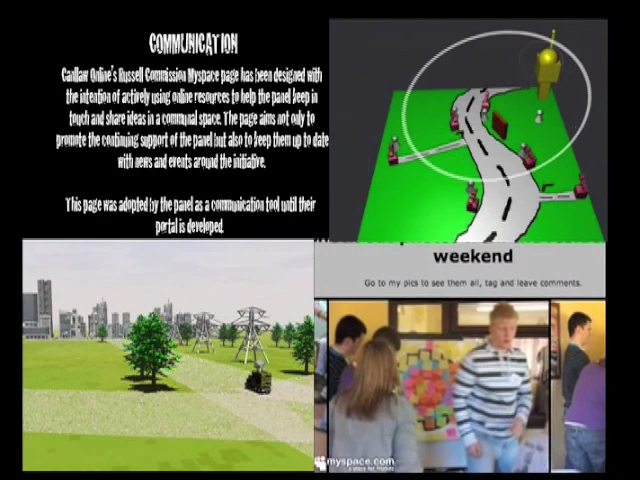 COMMUNICATION
Canllaw Online's Russell Commission Myspace page has been designed with
the intention of actively using online resources to help the panel keep in
touch and share ideas in a communal space. The page aims not only to
promote the continuing support of the panel but also to keep them up to date
with news and events around the initiative.
This page was adopted by the panel as a communication tool until their
portal is developed.
weekend
Go to my pics to see them all, tag and leave comments.
myspace.com
a place for friends